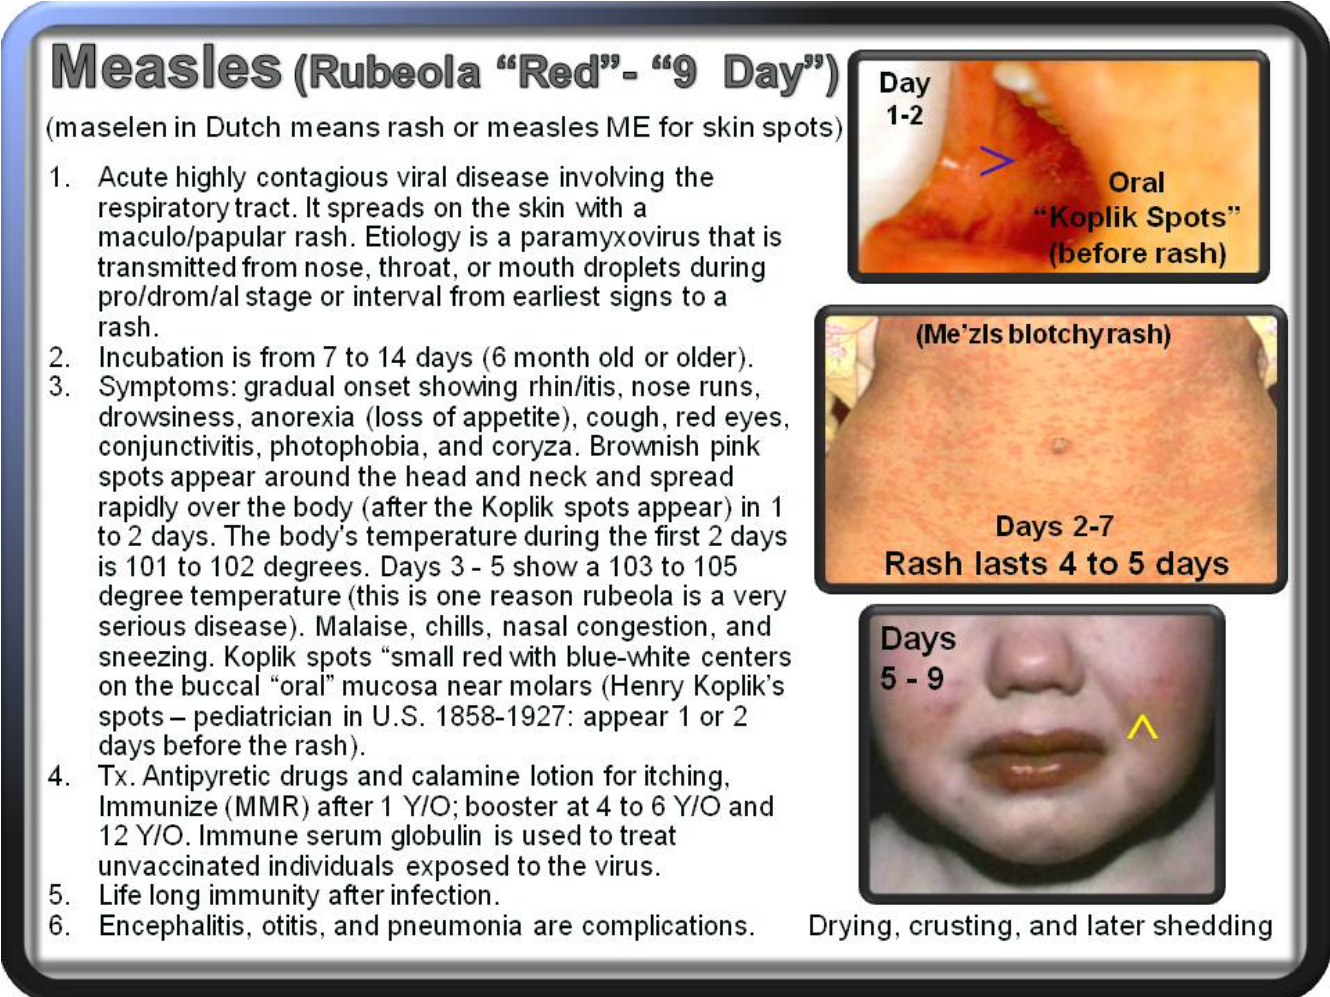 Measles (Rubeola “Red”- “9 Day”)
(maselen in Dutch means rash or measles ME for skin spots)
1. Acute highly contagious viral disease involving the
respiratory tract. It spreads on the skin with a
maculo/papular rash. Etiology is a paramyxovirus that is
transmitted from nose, throat, or mouth droplets during
pro/drom/al stage or interval from earliest signs to a
rash.
2. Incubation is from 7 to 14 days (6 month old or older).
3. Symptoms: gradual onset showing rhin/itis, nose runs,
drowsiness, anorexia (loss of appetite), cough, red eyes,
conjunctivitis, photophobia, and coryza. Brownish pink
spots appear around the head and neck and spread
rapidly over the body (after the Koplik spots appear) in 1
to 2 days. The body's temperature during the first 2 days
is 101 to 102 degrees. Days 3 - 5 show a 103 to 105
degree temperature (this is one reason rubeola is a very
serious disease). Malaise, chills, nasal congestion, and
sneezing. Koplik spots “small red with blue-white centers
on the buccal “oral” mucosa near molars (Henry Koplik’s
spots – pediatrician in U.S. 1858-1927: appear 1 or 2
days before the rash).
4. Tx. Antipyretic drugs and calamine lotion for itching,
Immunize (MMR) after 1 Y/O; booster at 4 to 6 Y/O and
12 Y/O. Immune serum globulin is used to treat
unvaccinated individuals exposed to the virus.
5. Life long immunity after infection.
6. Encephalitis, otitis, and pneumonia are complications.
Day
1-2
Oral
“Koplik Spots”
(before rash)
(Me’zls blotchy rash)
Days 2-7
Rash lasts 4 to 5 days
Days
5 - 9
Drying, crusting, and later shedding